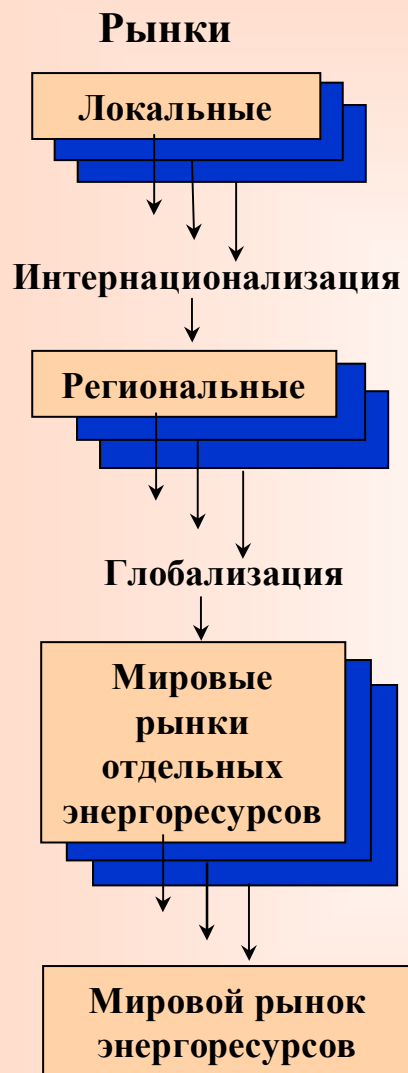 Рынки
Локальные
Интернационализация
Региональные
Глобализация
Мировые
рынки
отдельных
энергоресурсов
Мировой рынок
энергоресурсов